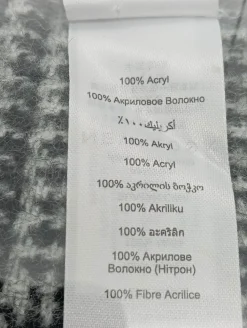 100% Acryl
100% Акриловое Волокно
أكريليك ١٠٠٪
100% Akryl
100% Acryl
100% აკრილის ბოჭკო
100% Akriliku
100% อะคริลิก
100% Акрилове
Волокно (Нітрон)
100% Fibre Acrilice